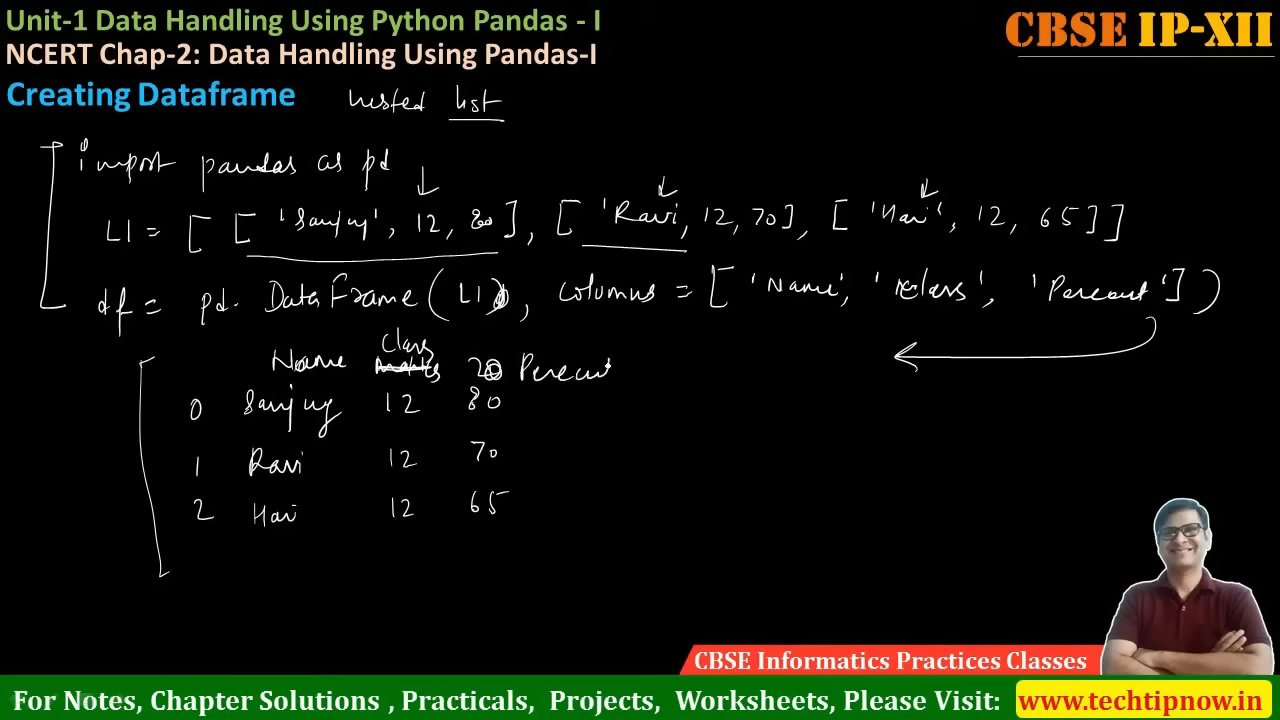 Unit-1 Data Handling Using Python Pandas - I
CBSE IP-XII
NCERT Chap-2: Data Handling Using Pandas-I
Creating Dataframe nested list
import pandas as pd
L1 = [ [ 'Sanjay', 12, 80 ], [ 'Ravi, 12, 70], [ 'Hari', 12, 65 ] ]
df = pd. DataFrame ( L1 , columns = [ 'Name', 'Class', 'Percent' ] )
Name Class Percent
0 Sanjay 12 80
1 Ravi 12 70
2 Hari 12 65
CBSE Informatics Practices Classes
For Notes, Chapter Solutions , Practicals, Projects, Worksheets, Please Visit: www.techtipnow.in